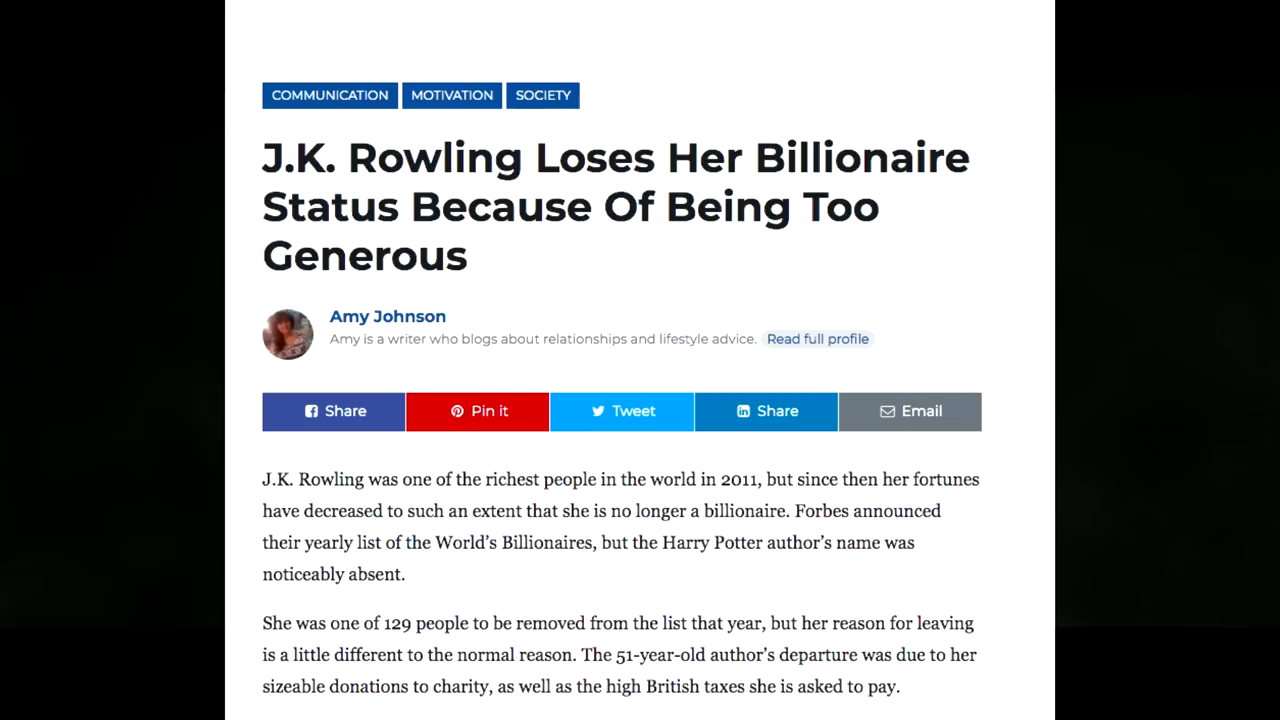 COMMUNICATION MOTIVATION SOCIETY
J.K. Rowling Loses Her Billionaire
Status Because Of Being Too
Generous
Amy Johnson
Amy is a writer who blogs about relationships and lifestyle advice. Read full profile
Share Pin it Tweet Share Email
J.K. Rowling was one of the richest people in the world in 2011, but since then her fortunes
have decreased to such an extent that she is no longer a billionaire. Forbes announced
their yearly list of the World’s Billionaires, but the Harry Potter author’s name was
noticeably absent.
She was one of 129 people to be removed from the list that year, but her reason for leaving
is a little different to the normal reason. The 51-year-old author’s departure was due to her
sizeable donations to charity, as well as the high British taxes she is asked to pay.